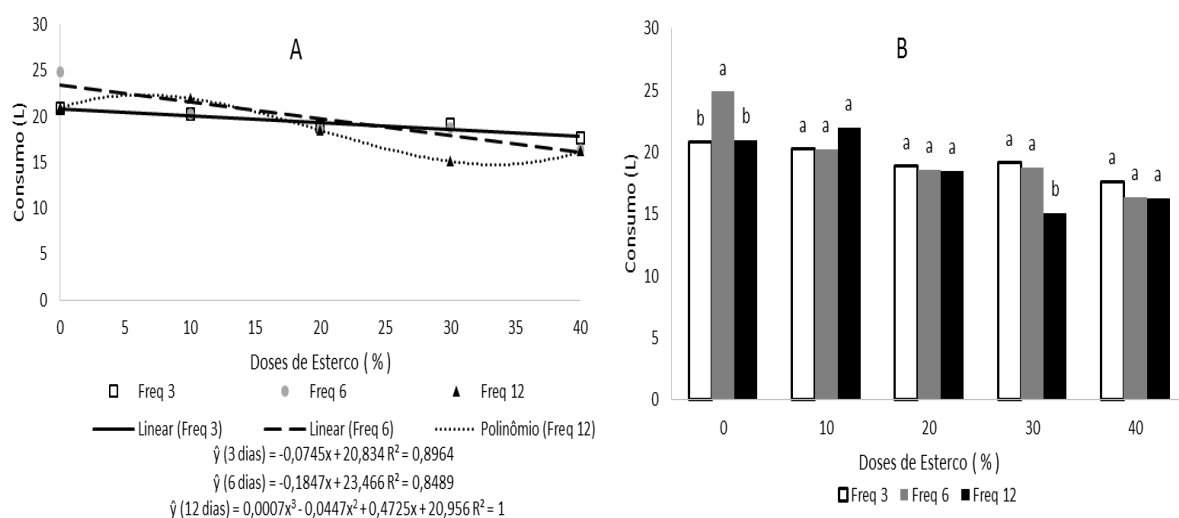 A
Consumo (L)
30
25
20
15
10
5
0
0 5 10 15 20 25 30 35 40
Doses de Esterco ( % )
Freq 3 Freq 6 Freq 12
Linear (Freq 3) Linear (Freq 6) Polinômio (Freq 12)
ŷ (3 dias) = -0,0745x + 20,834 R² = 0,8964
ŷ (6 dias) = -0,1847x + 23,466 R² = 0,8489
ŷ (12 dias) = 0,0007x³ - 0,0447x² + 0,4725x + 20,956 R² = 1
B
Consumo (L)
30
25
20
15
10
5
0
b a b
a a a
a a a
a a b
a a a
0 10 20 30 40
Doses de Esterco ( % )
Freq 3 Freq 6 Freq 12